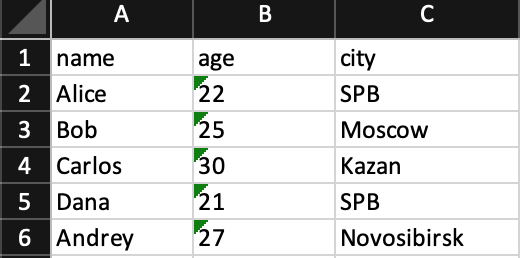 A B C
1 name age city
2 Alice 22 SPB
3 Bob 25 Moscow
4 Carlos 30 Kazan
5 Dana 21 SPB
6 Andrey 27 Novosibirsk